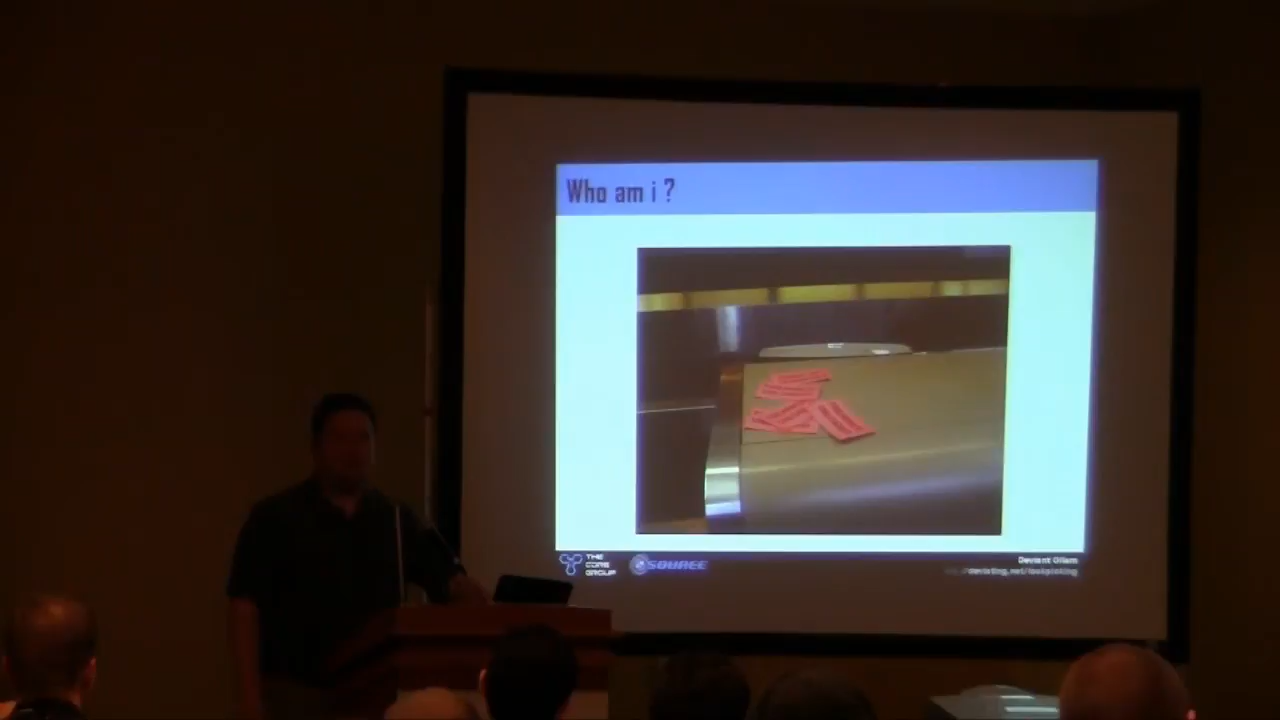 Who am i ?
THE
CORE
GROUP
SOURCE
Deviant Ollam